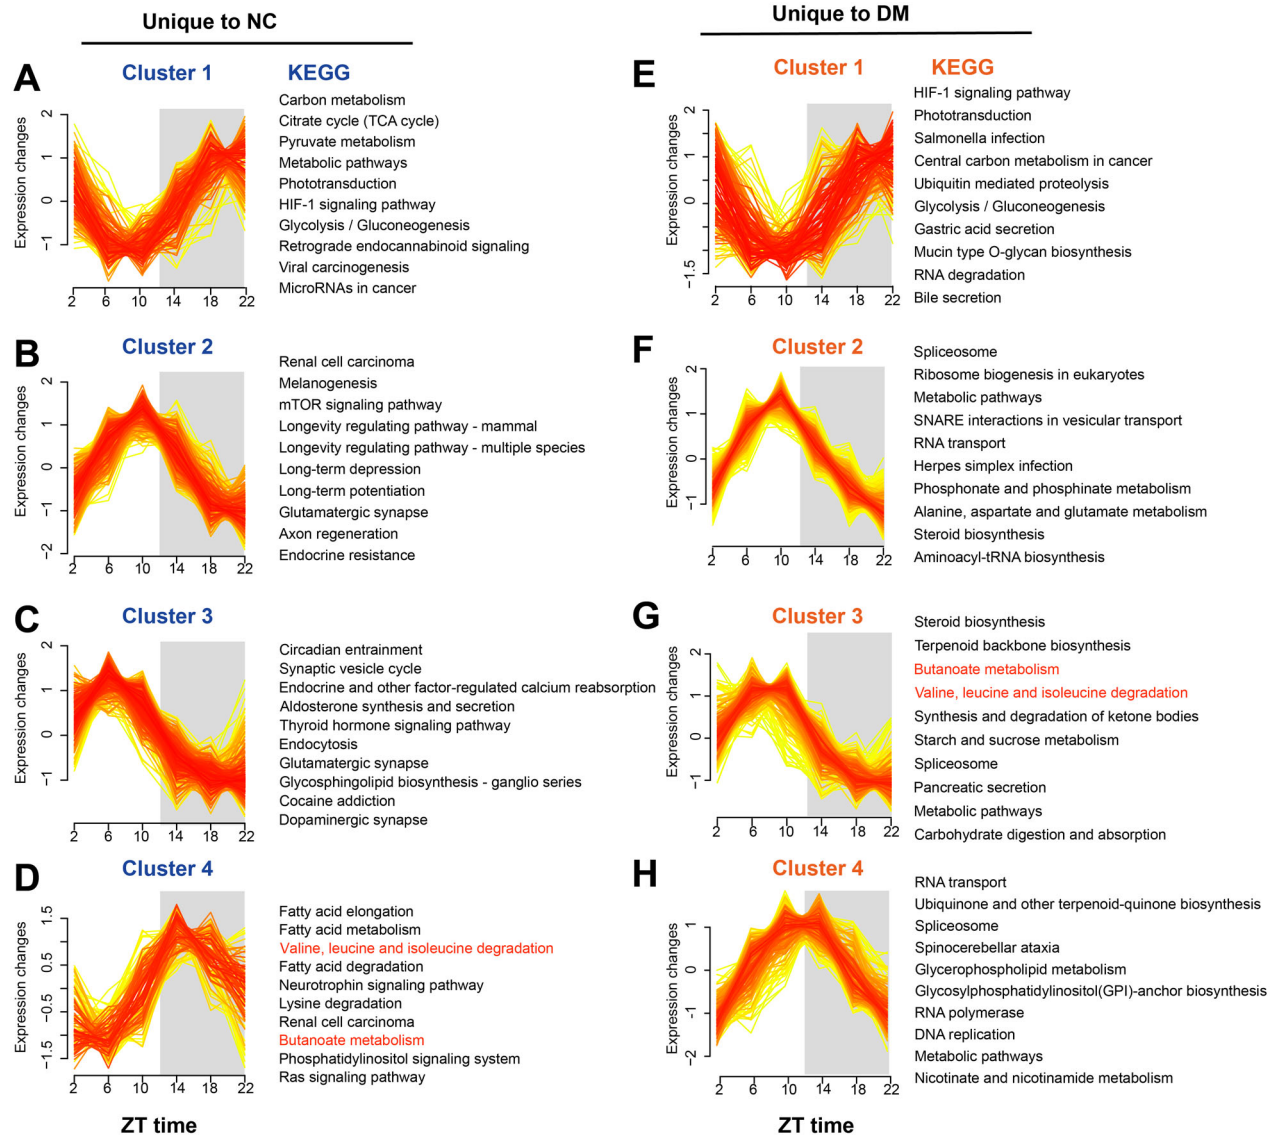 Unique to NC
A
Cluster 1
KEGG
Expression changes
2
1
0
−1
2
6
10
14
18
22
Carbon metabolism
Citrate cycle (TCA cycle)
Pyruvate metabolism
Metabolic pathways
Phototransduction
HIF-1 signaling pathway
Glycolysis / Gluconeogenesis
Retrograde endocannabinoid signaling
Viral carcinogenesis
MicroRNAs in cancer
B
Cluster 2
Expression changes
2
1
0
−1
−2
2
6
10
14
18
22
Renal cell carcinoma
Melanogenesis
mTOR signaling pathway
Longevity regulating pathway - mammal
Longevity regulating pathway - multiple species
Long-term depression
Long-term potentiation
Glutamatergic synapse
Axon regeneration
Endocrine resistance
C
Cluster 3
Expression changes
2
1
0
−1
2
6
10
14
18
22
Circadian entrainment
Synaptic vesicle cycle
Endocrine and other factor-regulated calcium reabsorption
Aldosterone synthesis and secretion
Thyroid hormone signaling pathway
Endocytosis
Glutamatergic synapse
Glycosphingolipid biosynthesis - ganglio series
Cocaine addiction
Dopaminergic synapse
D
Cluster 4
Expression changes
1.5
0.5
−0.5
−1.5
2
6
10
14
18
22
Fatty acid elongation
Fatty acid metabolism
Valine, leucine and isoleucine degradation
Fatty acid degradation
Neurotrophin signaling pathway
Lysine degradation
Renal cell carcinoma
Butanoate metabolism
Phosphatidylinositol signaling system
Ras signaling pathway
ZT time
Unique to DM
E
Cluster 1
KEGG
Expression changes
2
1
0
−1.5
2
6
10
14
18
22
HIF-1 signaling pathway
Phototransduction
Salmonella infection
Central carbon metabolism in cancer
Ubiquitin mediated proteolysis
Glycolysis / Gluconeogenesis
Gastric acid secretion
Mucin type O-glycan biosynthesis
RNA degradation
Bile secretion
F
Cluster 2
Expression changes
2
1
0
−1
2
6
10
14
18
22
Spliceosome
Ribosome biogenesis in eukaryotes
Metabolic pathways
SNARE interactions in vesicular transport
RNA transport
Herpes simplex infection
Phosphonate and phosphinate metabolism
Alanine, aspartate and glutamate metabolism
Steroid biosynthesis
Aminoacyl-tRNA biosynthesis
G
Cluster 3
Expression changes
2
1
0
−1
2
6
10
14
18
22
Steroid biosynthesis
Terpenoid backbone biosynthesis
Butanoate metabolism
Valine, leucine and isoleucine degradation
Synthesis and degradation of ketone bodies
Starch and sucrose metabolism
Spliceosome
Pancreatic secretion
Metabolic pathways
Carbohydrate digestion and absorption
H
Cluster 4
Expression changes
1
0
−1
−2
2
6
10
14
18
22
RNA transport
Ubiquinone and other terpenoid-quinone biosynthesis
Spliceosome
Spinocerebellar ataxia
Glycerophospholipid metabolism
Glycosylphosphatidylinositol(GPI)-anchor biosynthesis
RNA polymerase
DNA replication
Metabolic pathways
Nicotinate and nicotinamide metabolism
ZT time